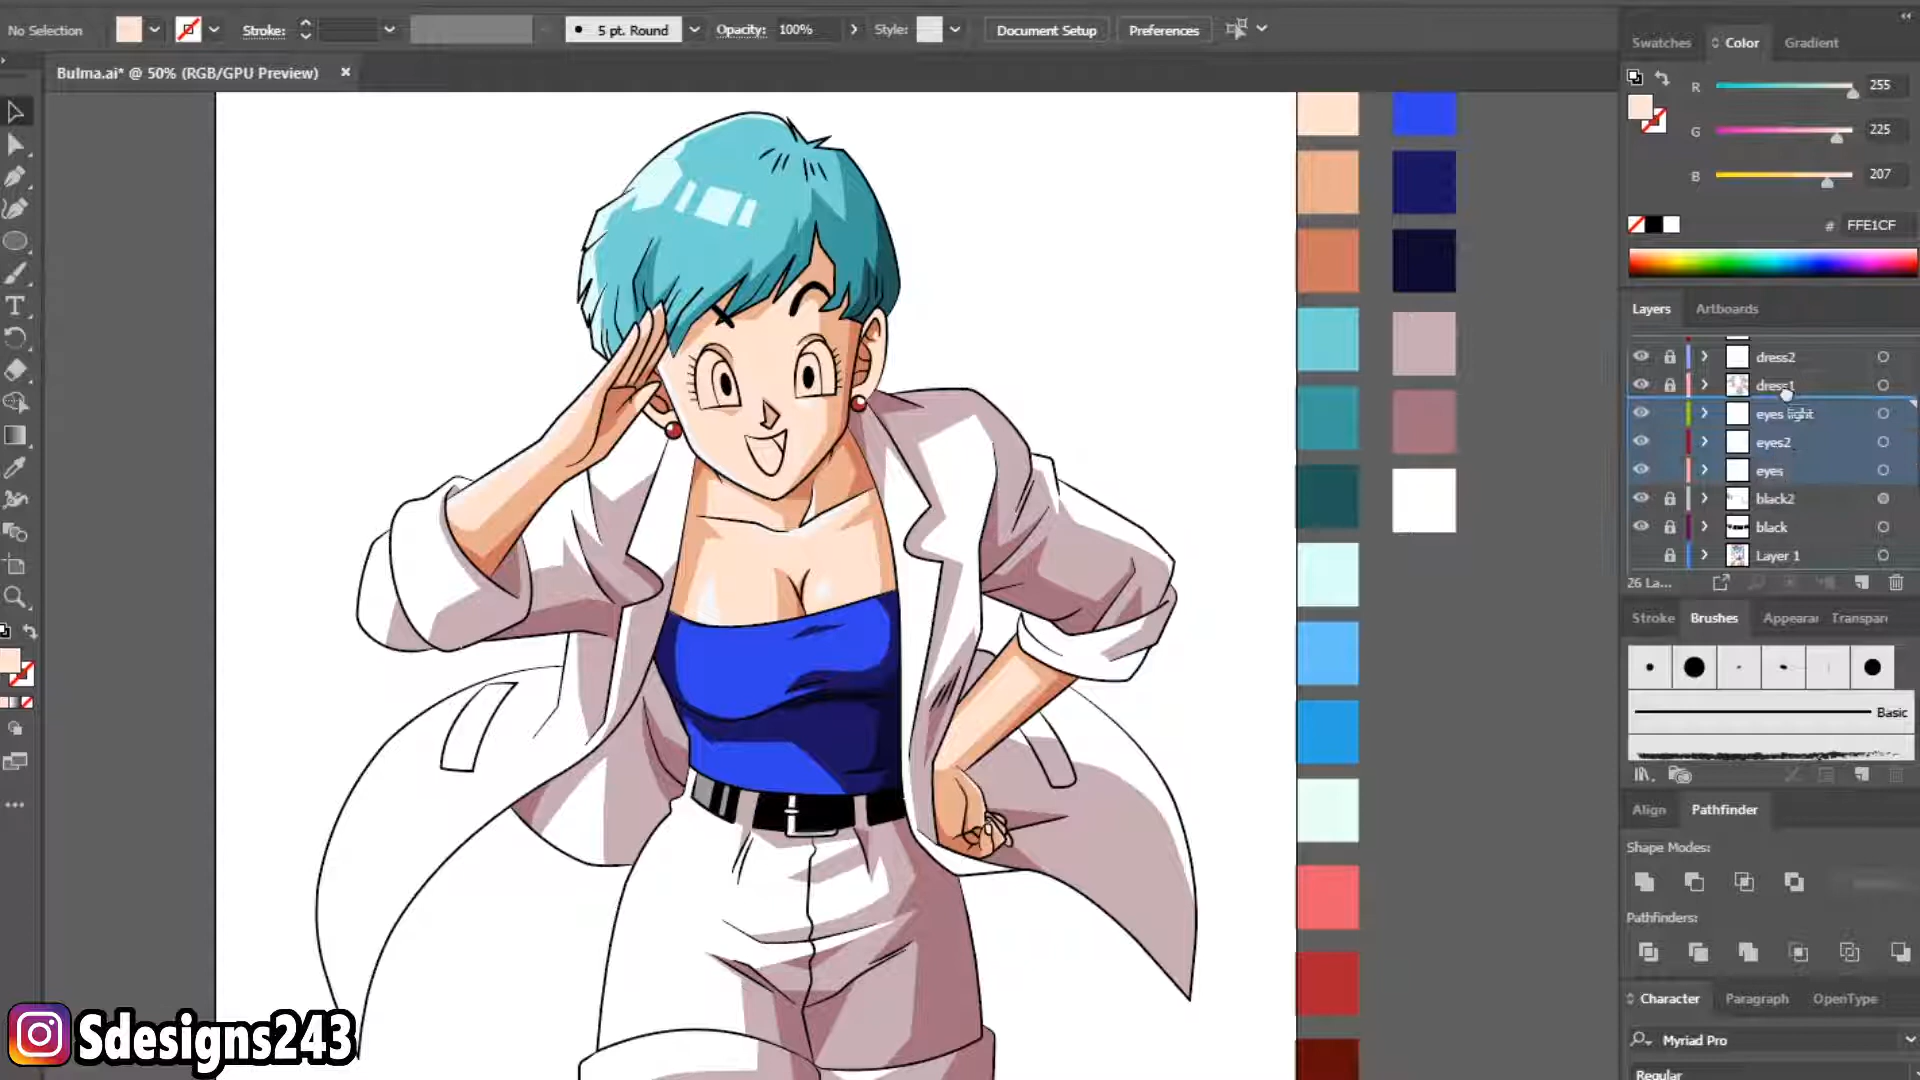 No Selection
Stroke:
5 pt. Round
Opacity: 100%
Style:
Document Setup
Preferences
Bulma.ai* @ 50% (RGB/GPU Preview)
Swatches Color Gradient
R 255
G 225
B 207
# FFE1CF
Layers Artboards
dress2
dress1
eyes light
eyes2
eyes
black2
black
Layer 1
26 La...
Stroke Brushes Appearar Transpare
Basic
Align Pathfinder
Shape Modes:
Pathfinders:
Character Paragraph OpenType
Myriad Pro
Regular
Sdesigns243